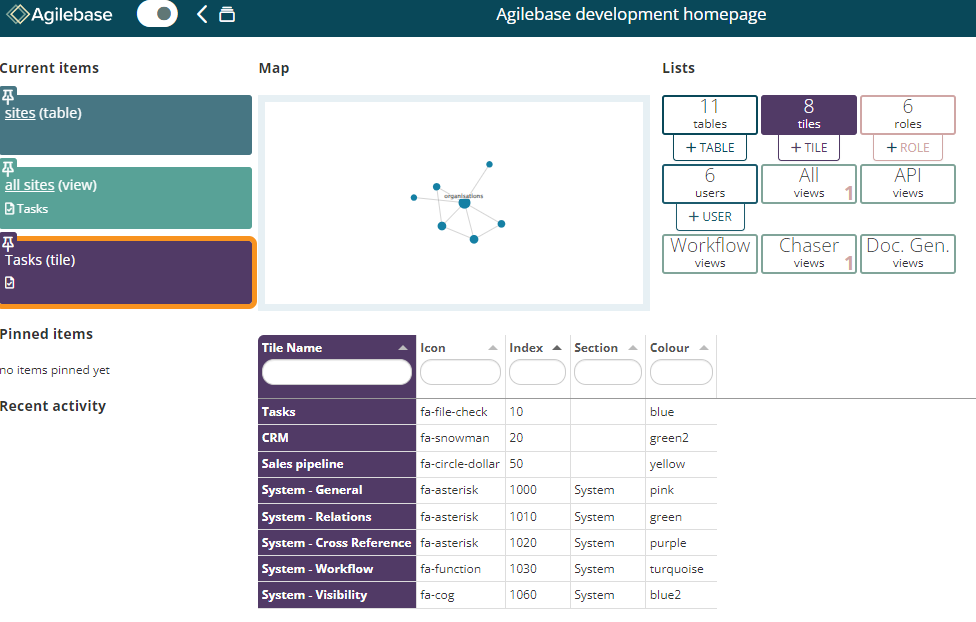 Agilebase
Agilebase development homepage
Current items
sites (table)
all sites (view)
Tasks
Tasks (tile)
Pinned items
no items pinned yet
Recent activity
Map
organisations
Lists
11 8 6
tables tiles roles
+ TABLE + TILE + ROLE
6 All API
users views 1 views
+ USER
Workflow Chaser Doc. Gen.
views views 1 views
Tile Name Icon Index Section Colour
Tasks fa-file-check 10 blue
CRM fa-snowman 20 green2
Sales pipeline fa-circle-dollar 50 yellow
System - General fa-asterisk 1000 System pink
System - Relations fa-asterisk 1010 System green
System - Cross Reference fa-asterisk 1020 System purple
System - Workflow fa-function 1030 System turquoise
System - Visibility fa-cog 1060 System blue2